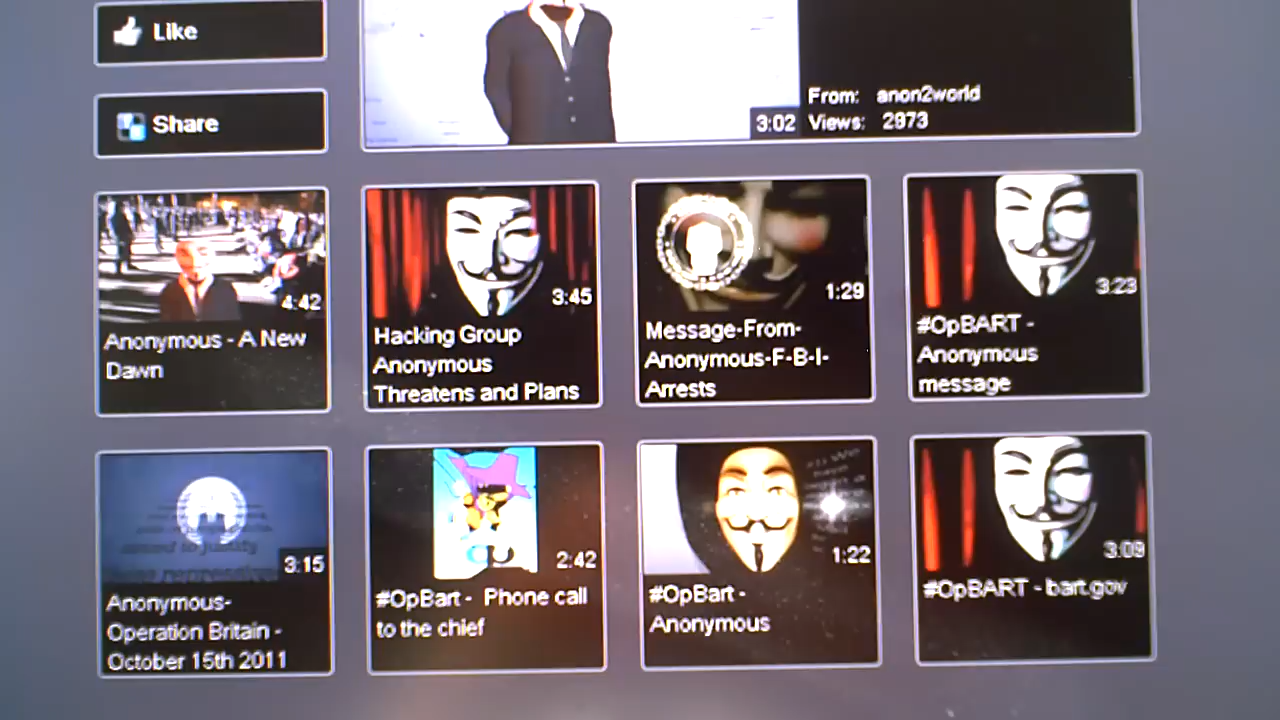 Like
Share
From: anon2world
3:02 Views: 2973
4:42
Anonymous - A New
Dawn
3:45
Hacking Group
Anonymous
Threatens and Plans
1:29
Message-From-
Anonymous-F-B-I-
Arrests
3:23
#OpBART -
Anonymous
message
3:15
Anonymous-
Operation Britain -
October 15th 2011
2:42
#OpBart - Phone call
to the chief
1:22
#OpBart -
Anonymous
3:09
#OpBART - bart.gov